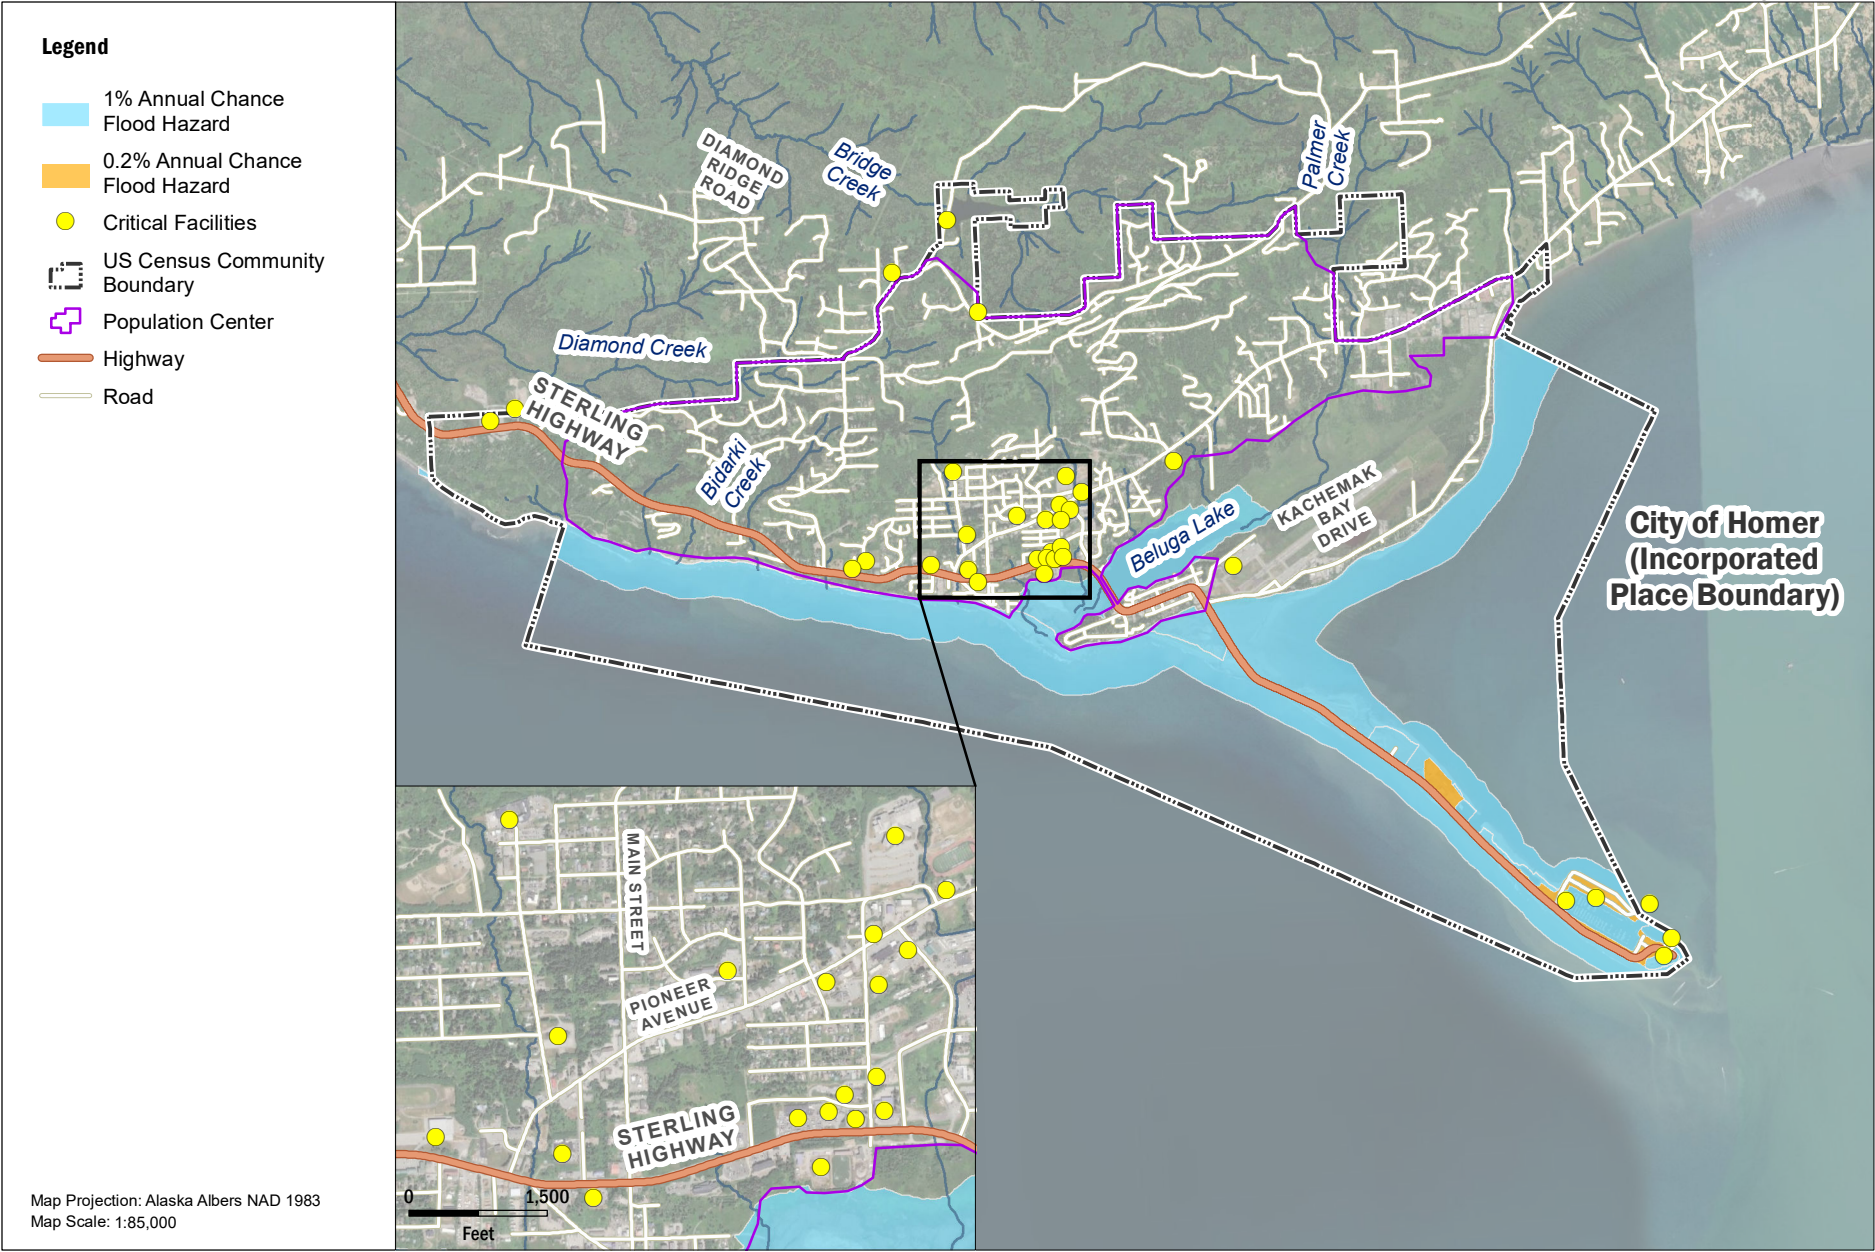 Legend
1% Annual Chance
Flood Hazard
0.2% Annual Chance
Flood Hazard
Critical Facilities
US Census Community
Boundary
Population Center
Highway
Road
Map Projection: Alaska Albers NAD 1983
Map Scale: 1:85,000
DIAMOND
RIDGE
ROAD
Bridge
Creek
Palmer
Creek
Diamond Creek
STERLING
HIGHWAY
Bidarki
Creek
Beluga Lake
KACHEMAK
BAY
DRIVE
City of Homer
(Incorporated
Place Boundary)
MAIN STREET
PIONEER
AVENUE
STERLING
HIGHWAY
0 1,500
Feet